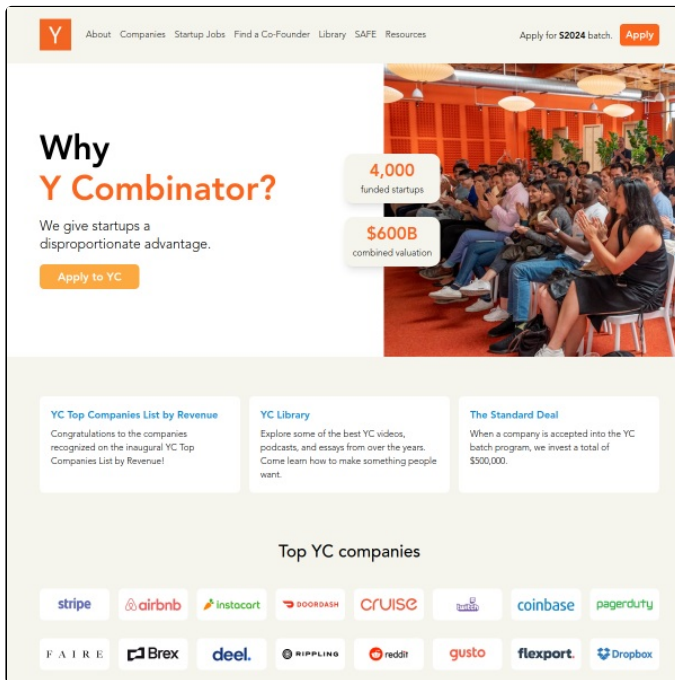 Y
About Companies Startup Jobs Find a Co-Founder Library SAFE Resources
Apply for S2024 batch. Apply
Why
Y Combinator?
We give startups a
disproportionate advantage.
Apply to YC
4,000
funded startups
$600B
combined valuation
YC Top Companies List by Revenue
Congratulations to the companies
recognized on the inaugural YC Top
Companies List by Revenue!
YC Library
Explore some of the best YC videos,
podcasts, and essays from over the years.
Come learn how to make something people
want.
The Standard Deal
When a company is accepted into the YC
batch program, we invest a total of
$500,000.
Top YC companies
stripe airbnb instacart DOORDASH cruise twitch coinbase pagerduty
FAIRE Brex deel. RIPPLING reddit gusto flexport. Dropbox